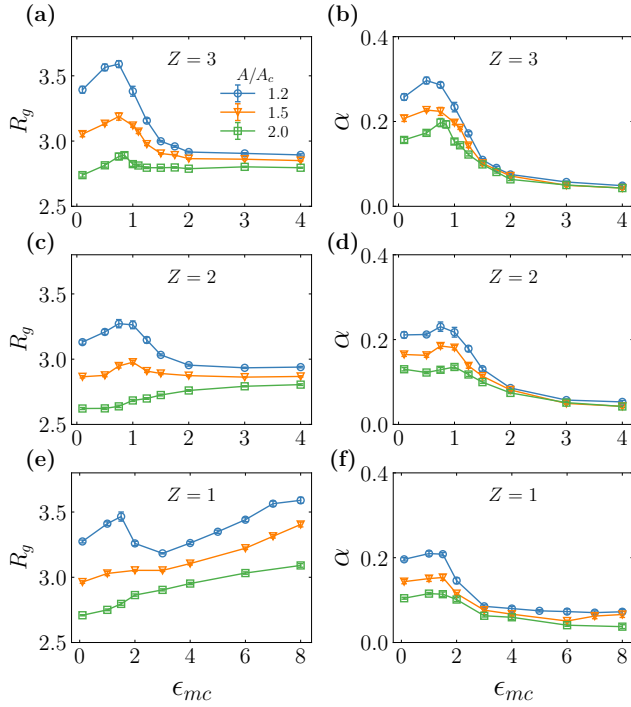 (a)
Z = 3
A/A_c
1.2
1.5
2.0
R_g
3.5
3.0
2.5
0 1 2 3 4
(b)
Z = 3
α
0.4
0.2
0.0
0 1 2 3 4
(c)
Z = 2
R_g
3.5
3.0
2.5
0 1 2 3 4
(d)
Z = 2
α
0.4
0.2
0.0
0 1 2 3 4
(e)
Z = 1
R_g
3.5
3.0
2.5
0 2 4 6 8
ϵ_mc
(f)
Z = 1
α
0.4
0.2
0.0
0 2 4 6 8
ϵ_mc